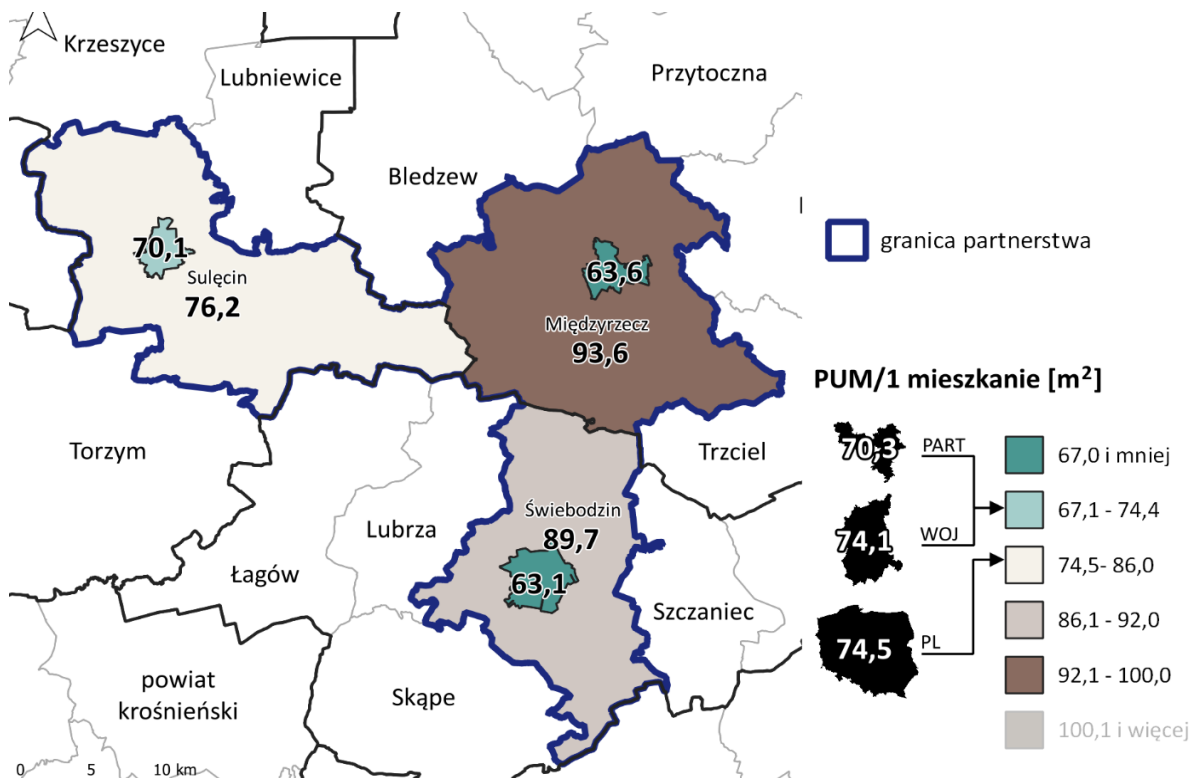 Krzeszyce
Lubniewice
Przytoczna
Bledzew
70,1
Sulęcin
76,2
63,6
Międzyrzecz
93,6
granica partnerstwa
PUM/1 mieszkanie [m²]
Torzym
Trzciel
Świebodzin
89,7
Lubrza
63,1
Łagów
Szczaniec
powiat
krośnieński
Skąpe
0 5 10 km
70,3 PART
74,1 WOJ
74,5 PL
67,0 i mniej
67,1 - 74,4
74,5- 86,0
86,1 - 92,0
92,1 - 100,0
100,1 i więcej